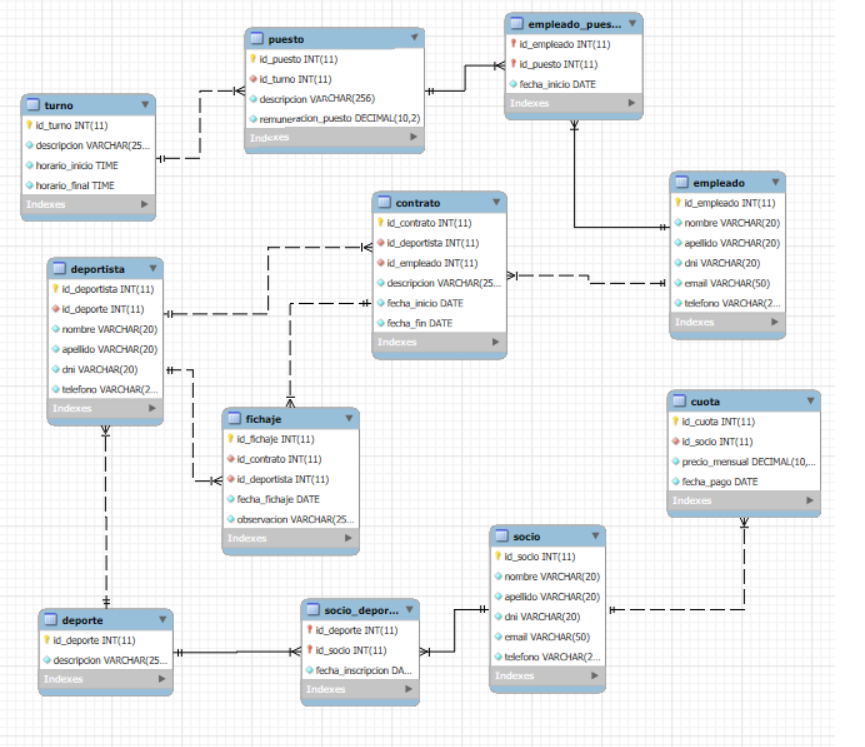 puesto
id_puesto INT(11)
id_turno INT(11)
descripcion VARCHAR(256)
remuneracion_puesto DECIMAL(10,2)
Indexes
empleado_pues...
id_empleado INT(11)
id_puesto INT(11)
fecha_inicio DATE
Indexes
turno
id_turno INT(11)
descripcion VARCHAR(25...
horario_inicio TIME
horario_final TIME
Indexes
contrato
id_contrato INT(11)
id_deportista INT(11)
id_empleado INT(11)
descripcion VARCHAR(25...
fecha_inicio DATE
fecha_fin DATE
Indexes
empleado
id_empleado INT(11)
nombre VARCHAR(20)
apellido VARCHAR(20)
dni VARCHAR(20)
email VARCHAR(50)
telefono VARCHAR(2...
Indexes
deportista
id_deportista INT(11)
id_deporte INT(11)
nombre VARCHAR(20)
apellido VARCHAR(20)
dni VARCHAR(20)
telefono VARCHAR(2...
Indexes
fichaje
id_fichaje INT(11)
id_contrato INT(11)
id_deportista INT(11)
fecha_fichaje DATE
observacion VARCHAR(25...
Indexes
cuota
id_cuota INT(11)
id_socio INT(11)
precio_mensual DECIMAL(10,...
fecha_pago DATE
Indexes
deporte
id_deporte INT(11)
descripcion VARCHAR(25...
Indexes
socio_depor...
id_deporte INT(11)
id_socio INT(11)
fecha_inscripcion DA...
Indexes
socio
id_socio INT(11)
nombre VARCHAR(20)
apellido VARCHAR(20)
dni VARCHAR(20)
email VARCHAR(50)
telefono VARCHAR(2...
Indexes